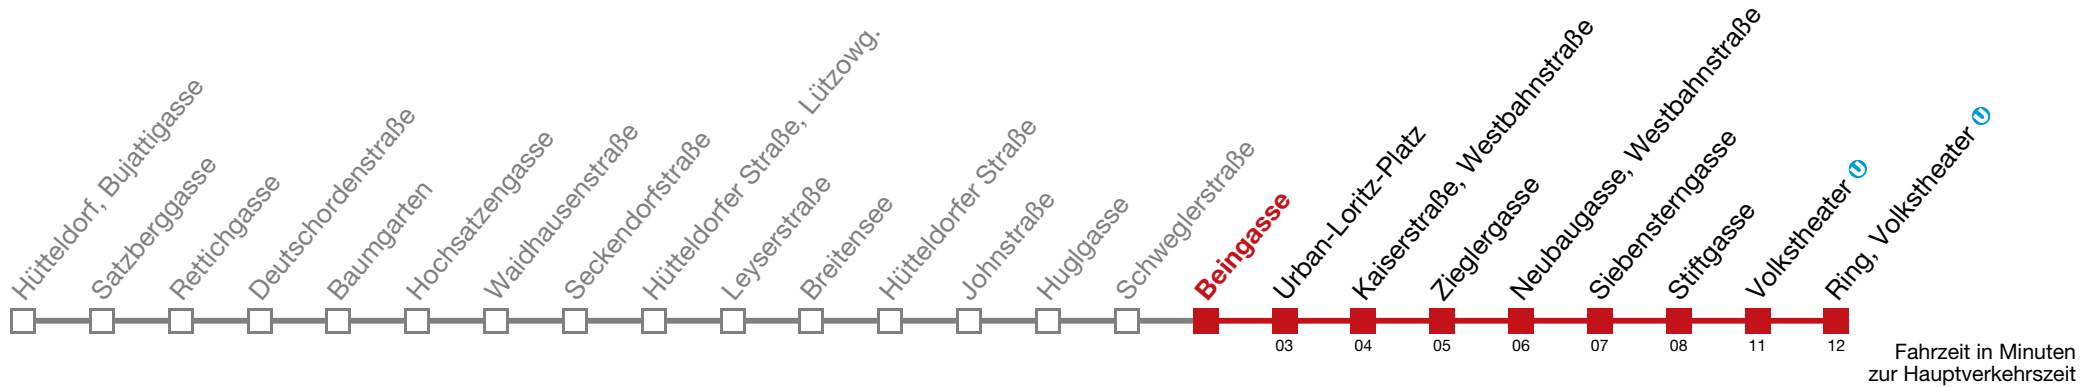 Hütteldorf, Bujattigasse
Satzberggasse
Rettichgasse
Deutschordenstraße
Baumgarten
Hochsatzengasse
Waidhausenstraße
Seckendorfstraße
Hütteldorfer Straße, Lützowg.
Leyserstraße
Breitensee
Hütteldorfer Straße
Johnstraße
Huglgasse
Schweglerstraße
Beingasse
Urban-Loritz-Platz
Kaiserstraße, Westbahnstraße
Zieglergasse
Neubaugasse, Westbahnstraße
Siebensterngasse
Stiftgasse
Volkstheater U
Ring, Volkstheater U
03 04 05 06 07 08 11 12
Fahrzeit in Minuten
zur Hauptverkehrszeit